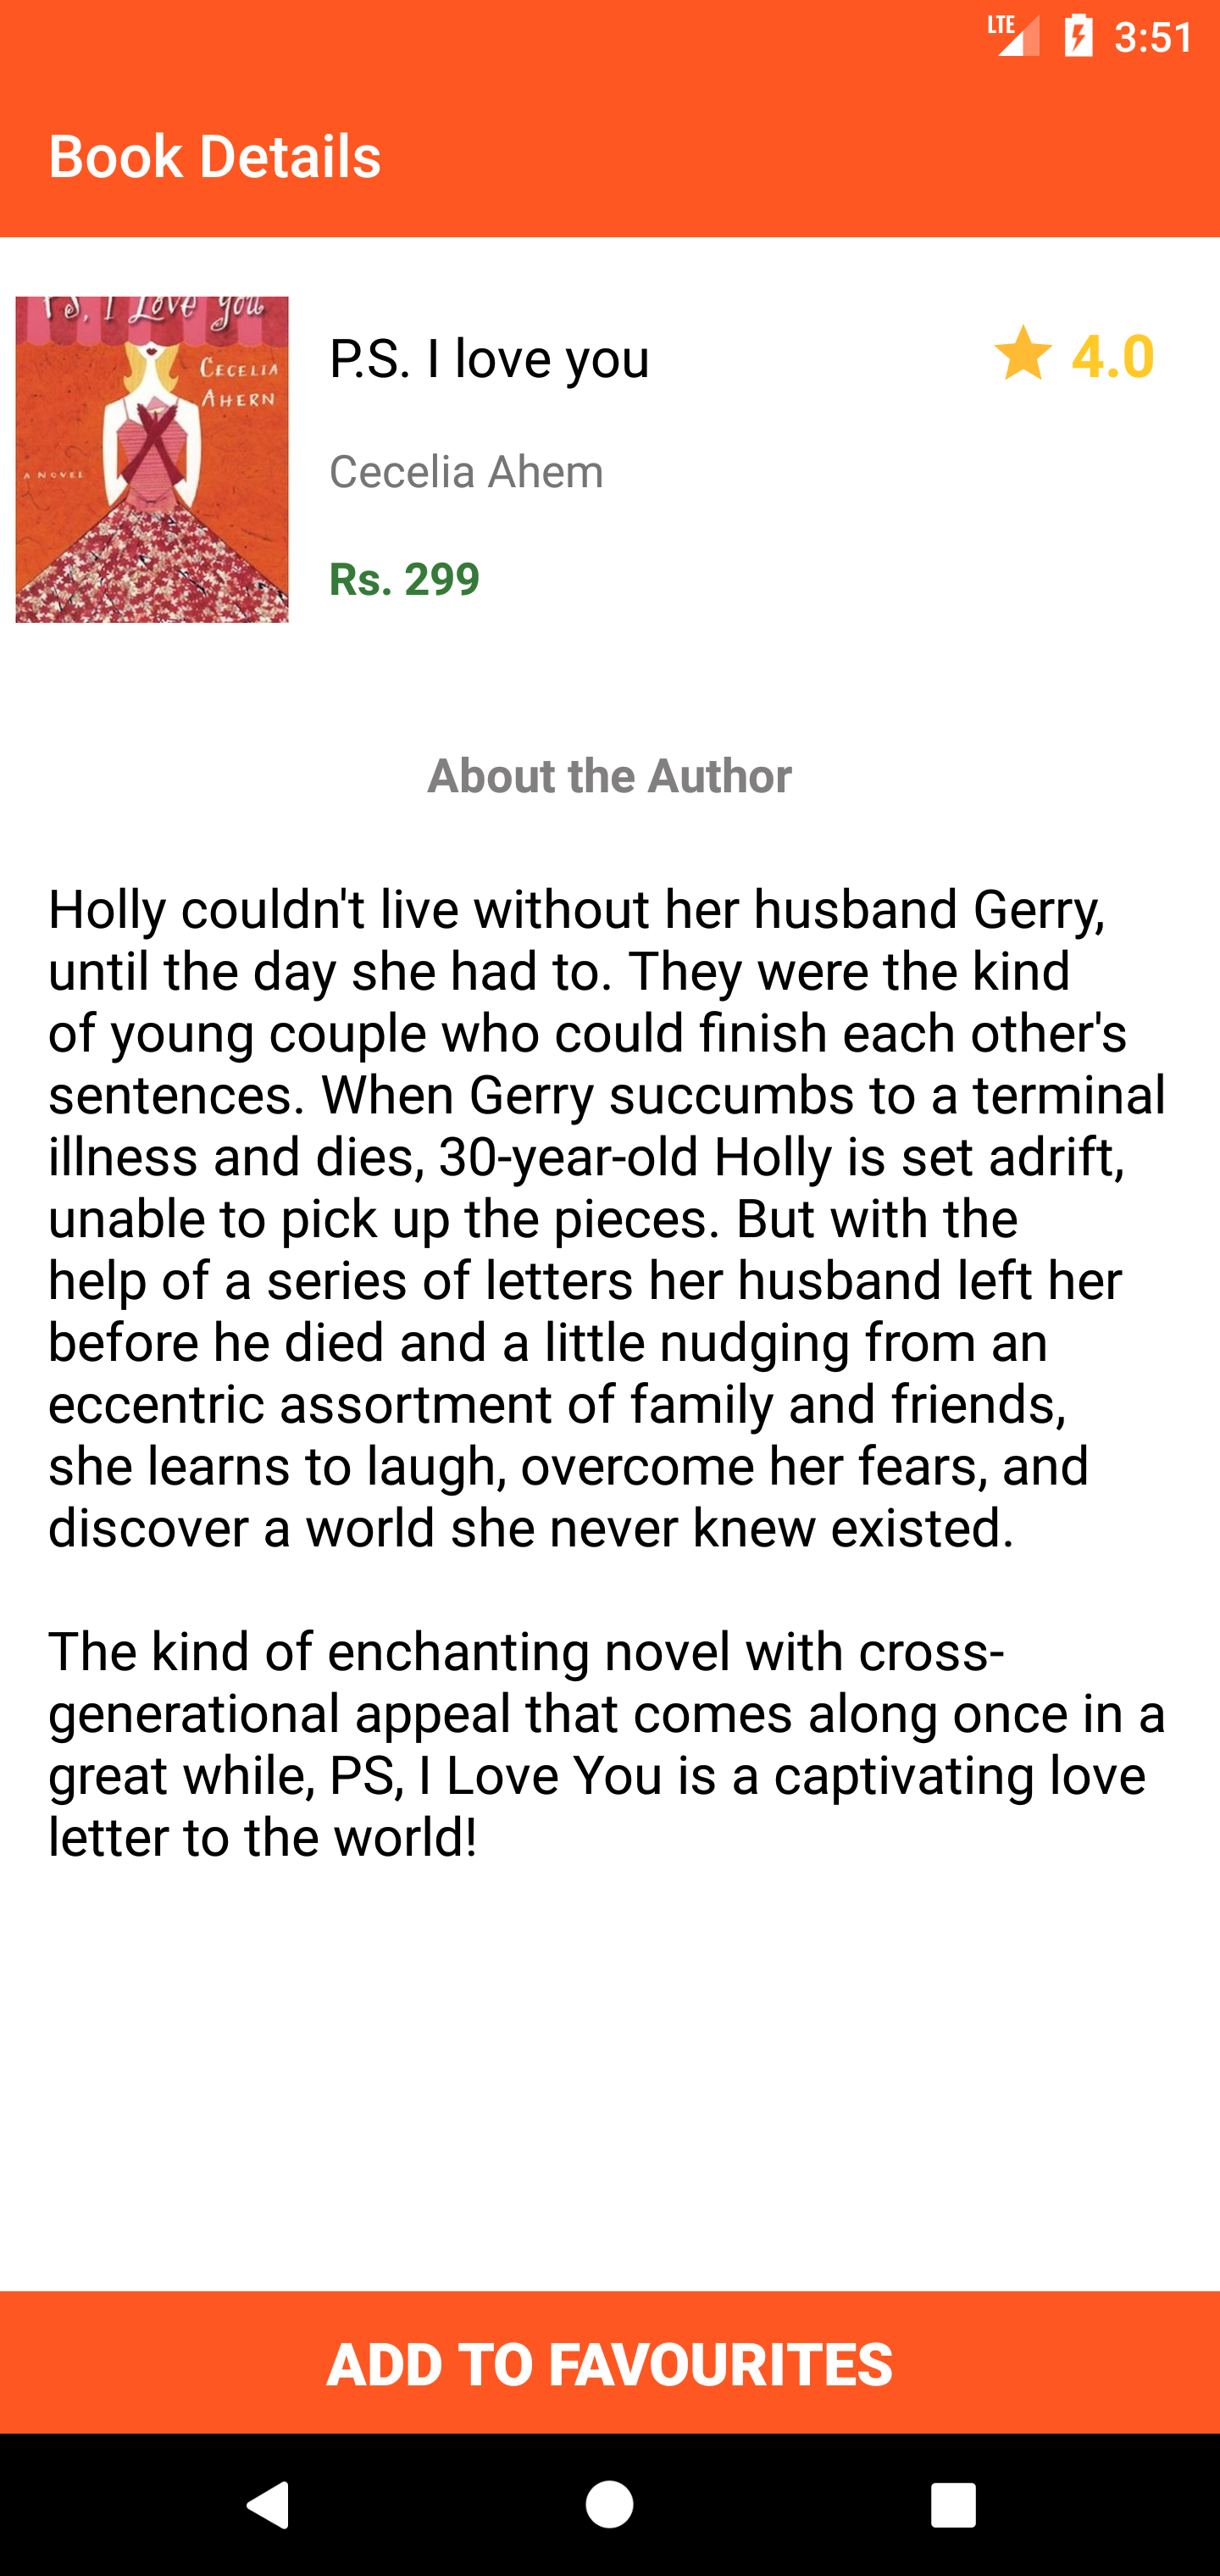 LTE 3:51
Book Details
PS, I Love you
CECELIA
AHERN
A NOVEL
P.S. I love you
4.0
Cecelia Ahem
Rs. 299
About the Author
Holly couldn't live without her husband Gerry,
until the day she had to. They were the kind
of young couple who could finish each other's
sentences. When Gerry succumbs to a terminal
illness and dies, 30-year-old Holly is set adrift,
unable to pick up the pieces. But with the
help of a series of letters her husband left her
before he died and a little nudging from an
eccentric assortment of family and friends,
she learns to laugh, overcome her fears, and
discover a world she never knew existed.
The kind of enchanting novel with cross-
generational appeal that comes along once in a
great while, PS, I Love You is a captivating love
letter to the world!
ADD TO FAVOURITES